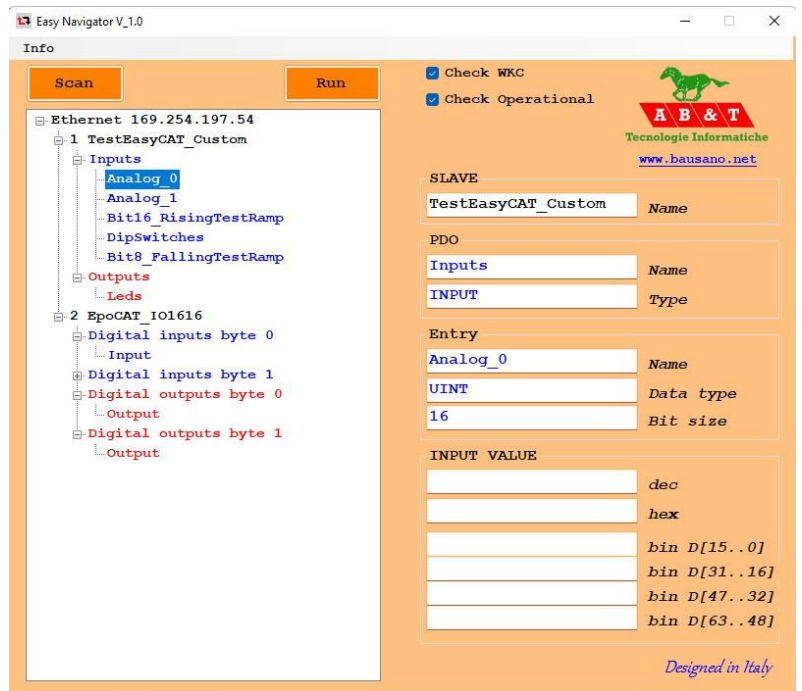 Easy Navigator V_1.0
Info
Scan
Run
Ethernet 169.254.197.54
1 TestEasyCAT_Custom
Inputs
Analog_0
Analog_1
Bit16_RisingTestRamp
DipSwitches
Bit8_FallingTestRamp
Outputs
Leds
2 EpoCAT_IO1616
Digital inputs byte 0
Input
Digital inputs byte 1
Digital outputs byte 0
Output
Digital outputs byte 1
Output
Check WKC
Check Operational
AB&T
Tecnologie Informatiche
www.bausano.net
SLAVE
TestEasyCAT_Custom Name
PDO
Inputs Name
INPUT Type
Entry
Analog_0 Name
UINT Data type
16 Bit size
INPUT VALUE
dec
hex
bin D[15..0]
bin D[31..16]
bin D[47..32]
bin D[63..48]
Designed in Italy